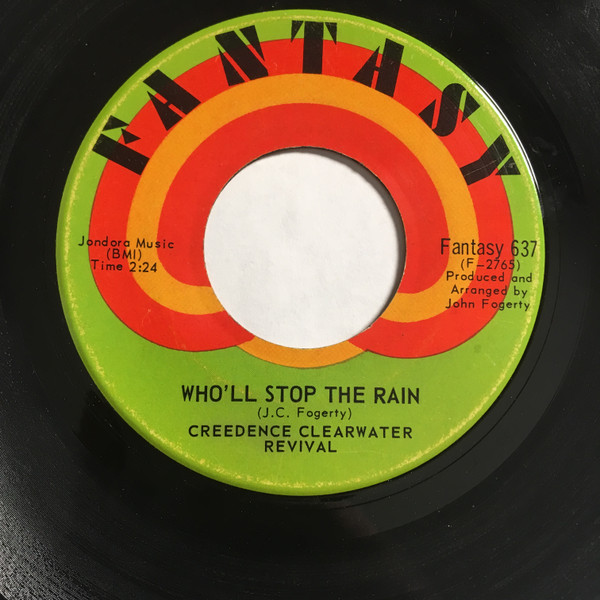 FANTASY
Jondora Music
(BMI)
Time 2:24
Fantasy 637
(F-2765)
Produced and
Arranged by
John Fogerty
WHO'LL STOP THE RAIN
(J.C. Fogerty)
CREEDENCE CLEARWATER
REVIVAL